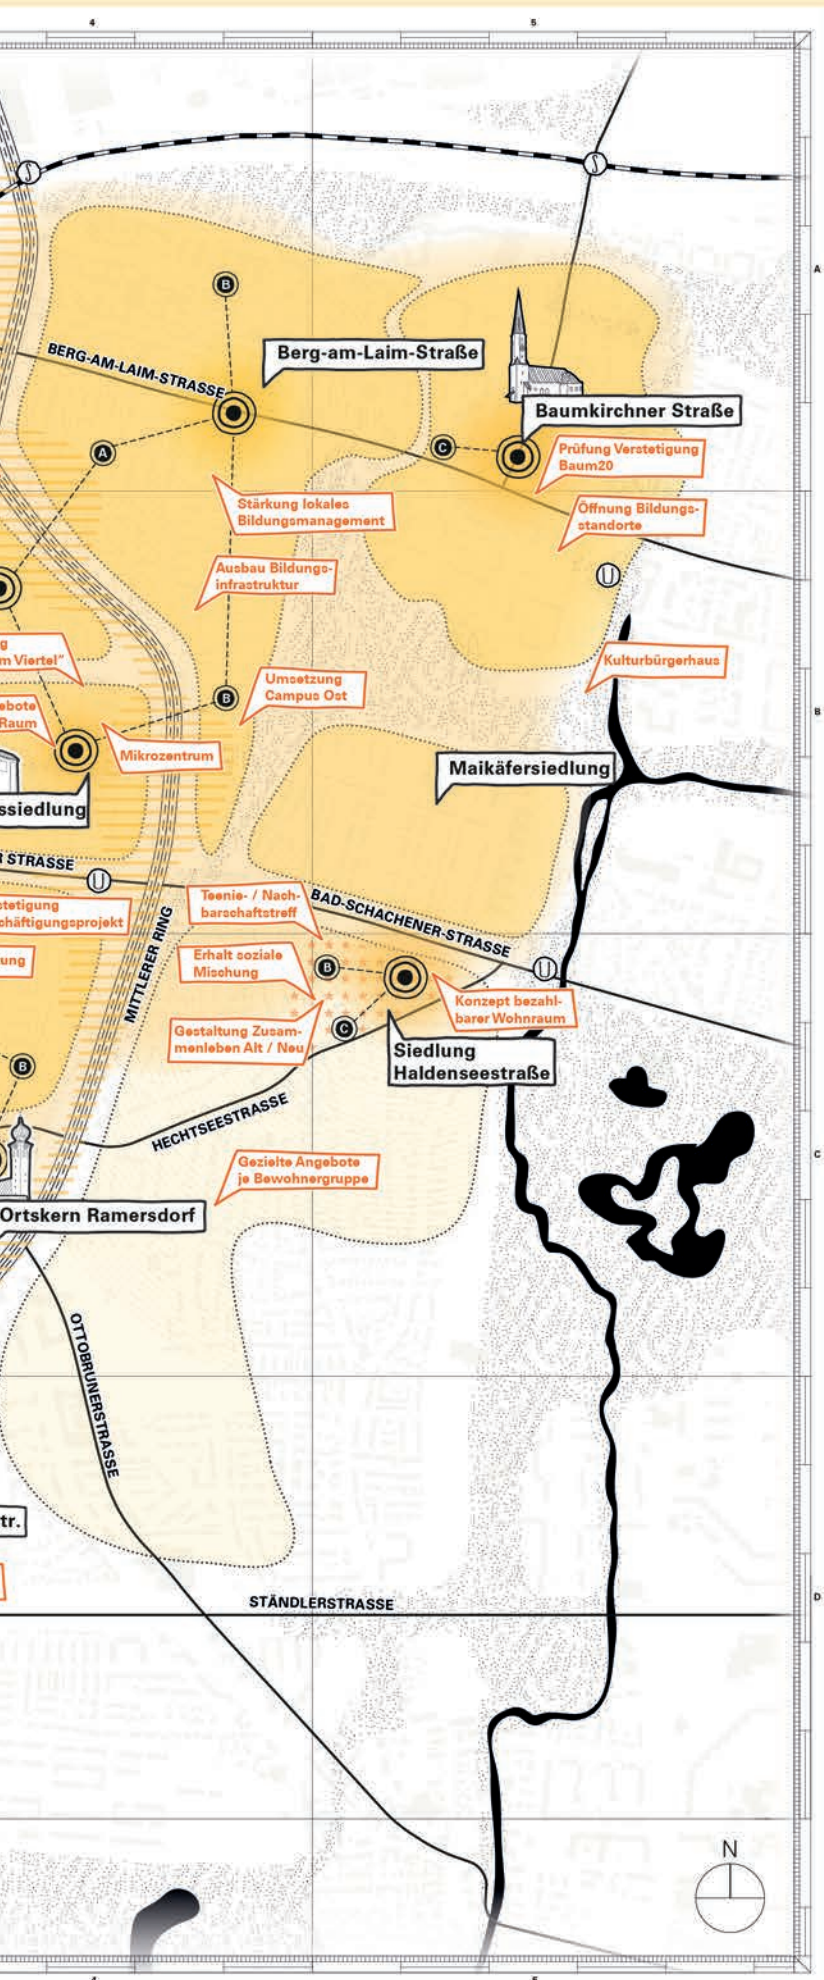 4
5
S
S
A
B
Berg-am-Laim-Straße
BERG-AM-LAIM-STRASSE
Baumkirchner Straße
A
C
Prüfung Verstetigung
Baum20
Stärkung lokales
Bildungsmanagement
Öffnung Bildungs-
standorte
Ausbau Bildungs-
infrastruktur
U
g
m Viertel"
Kulturbürgerhaus
Umsetzung
Campus Ost
B
ebote
Raum
B
Mikrozentrum
Maikäfersiedlung
ssiedlung
R STRASSE
U
Teenie- / Nach-
barschaftstreff
BAD-SCHACHENER-STRASSE
stetigung
chäftigungsprojekt
MITTLERER RING
ung
Erhalt soziale
Mischung
B
U
Konzept bezahl-
barer Wohnraum
Gestaltung Zusam-
menleben Alt / Neu
C
Siedlung
Haldenseestraße
B
HECHTSEESTRASSE
C
Gezielte Angebote
je Bewohnergruppe
Ortskern Ramersdorf
OTTOBRUNERSTRASSE
tr.
STÄNDLERSTRASSE
D
N
4
5